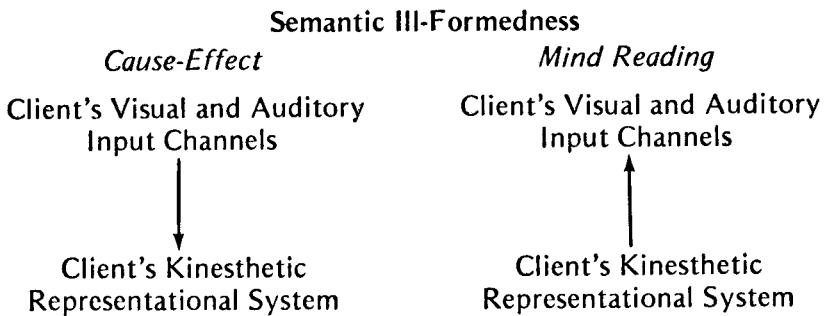 Semantic Ill-Formedness
Cause-Effect
Client's Visual and Auditory
Input Channels
Client's Kinesthetic
Representational System
Mind Reading
Client's Visual and Auditory
Input Channels
Client's Kinesthetic
Representational System